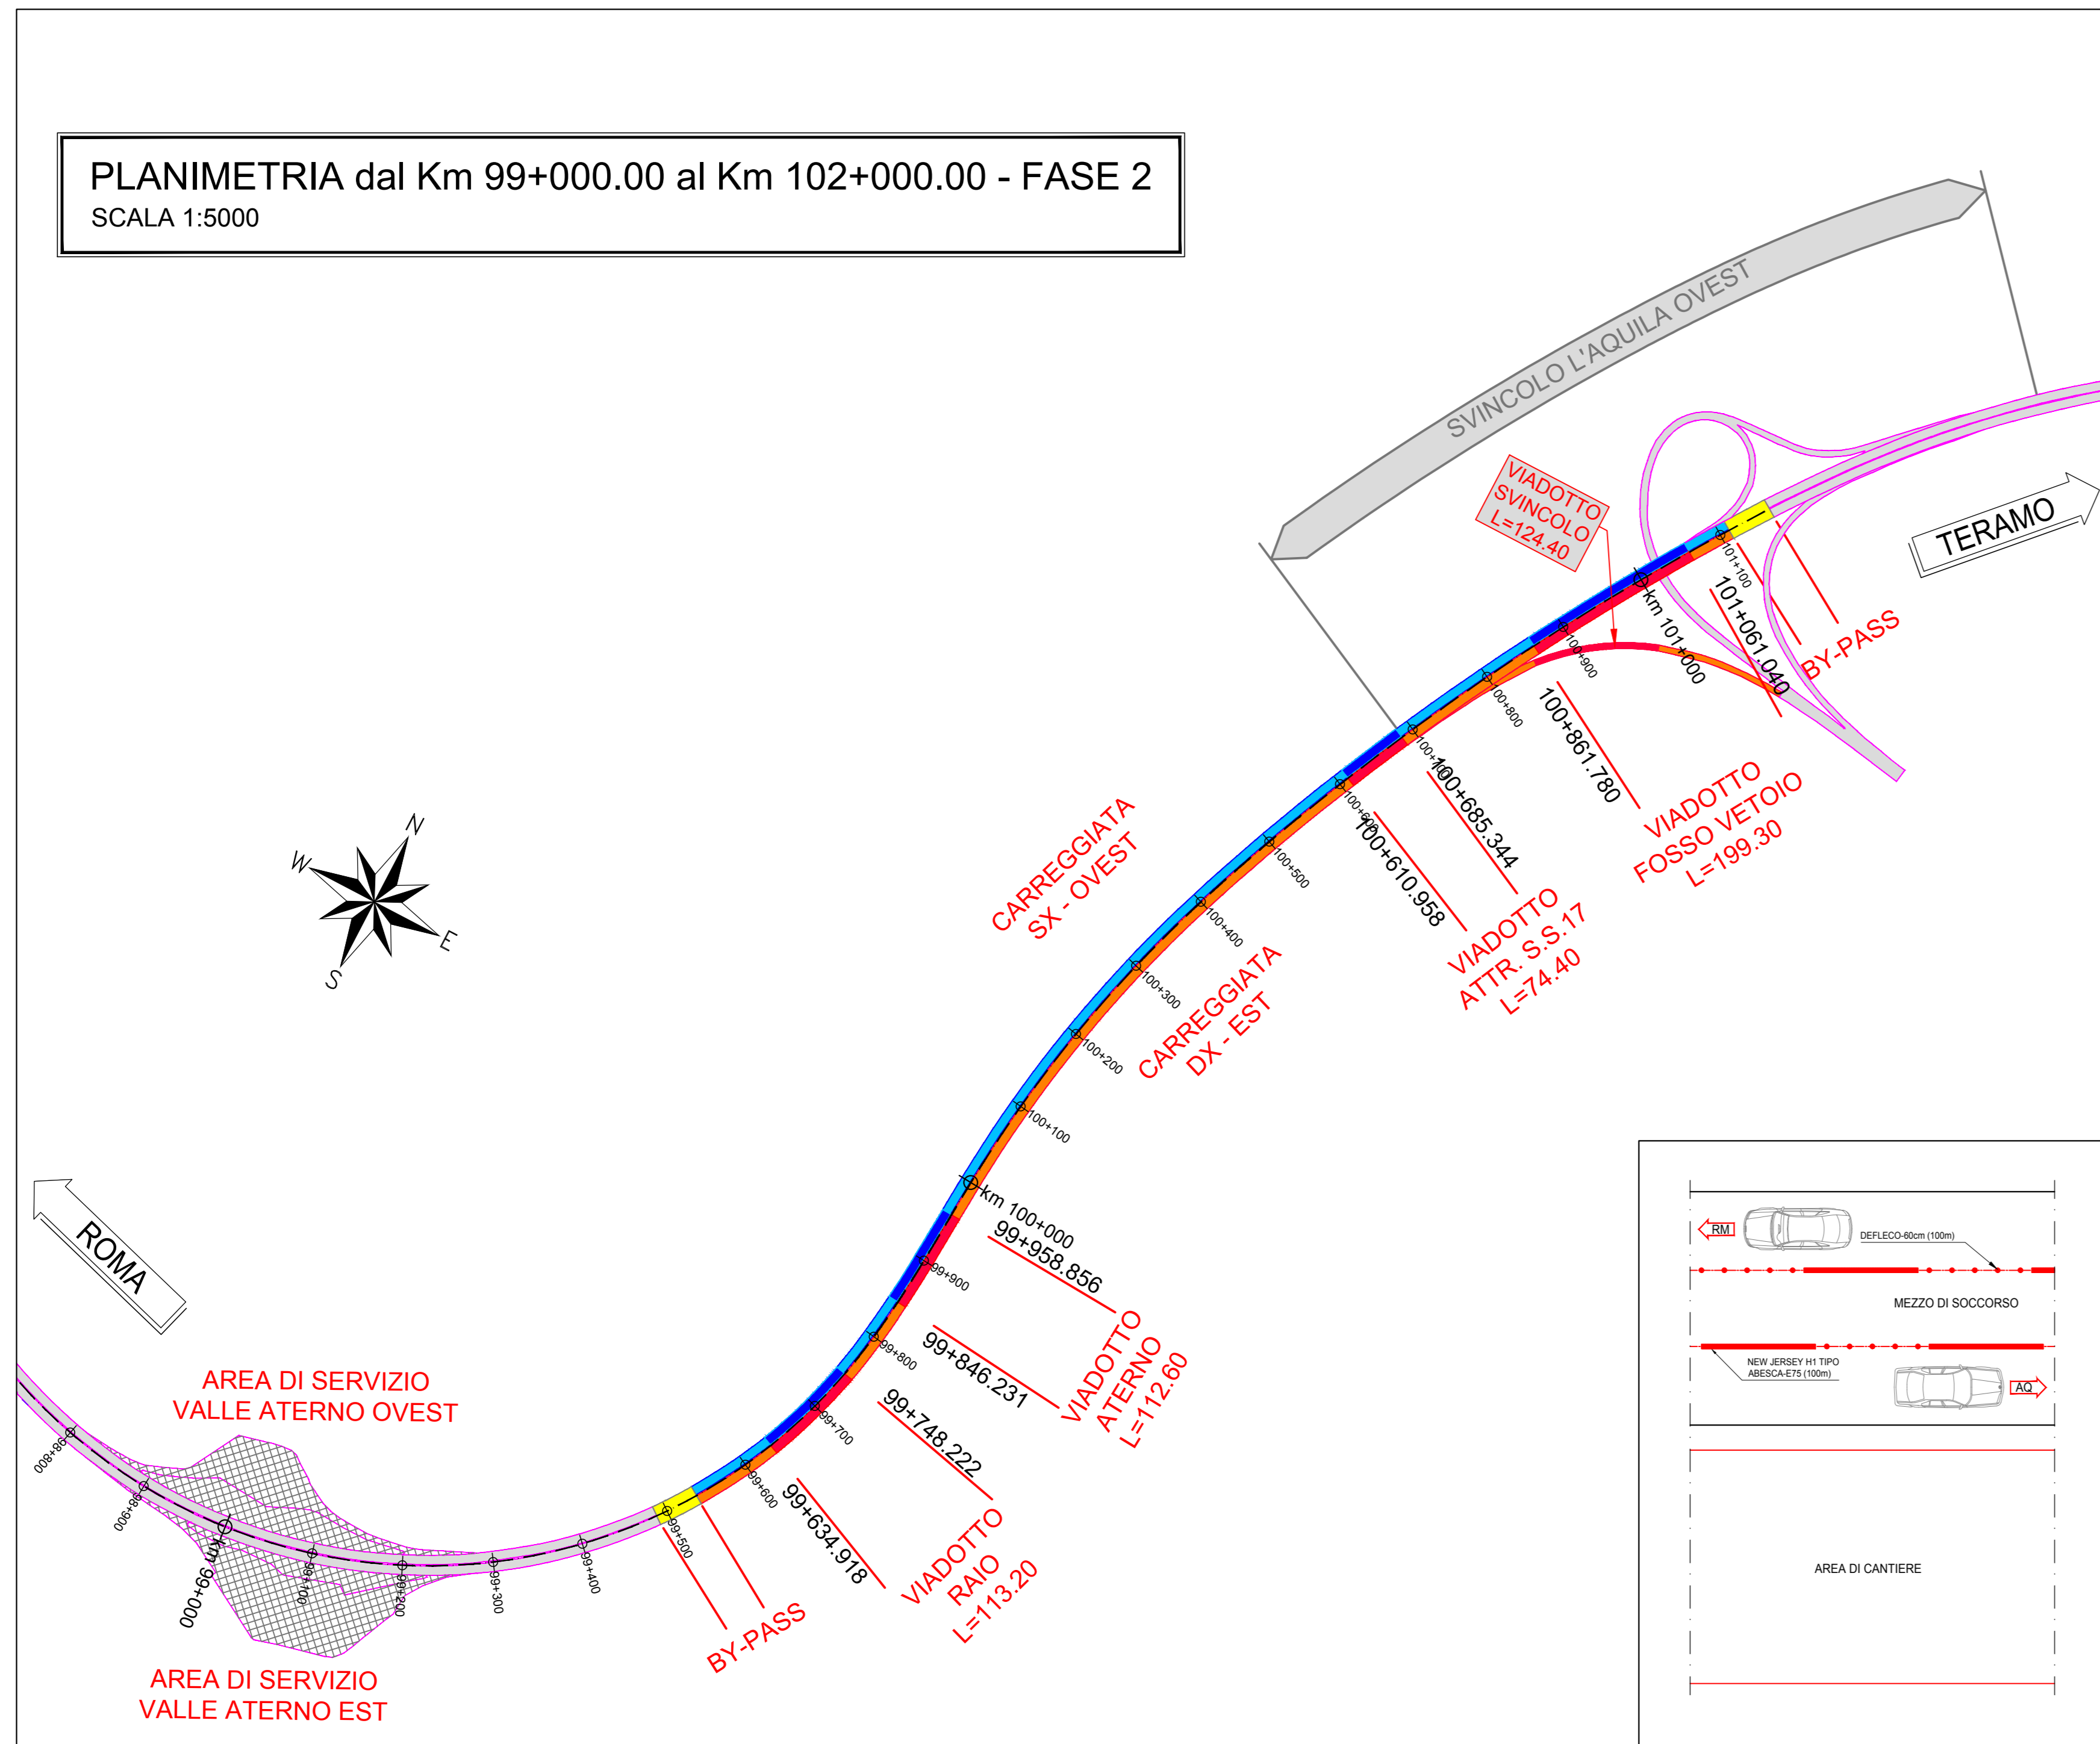 PLANIMETRIA dal Km 99+000.00 al Km 102+000.00 - FASE 2
SCALA 1:5000
SVINCOLO L'AQUILA OVEST
VIADOTTO
SVINCOLO
L=124.40
TERAMO
101+100
101+061.040
BY-PASS
km 101+000
100+900
100+861.780
VIADOTTO
FOSSO VETOIO
L=199.30
100+800
100+700
100+685.344
100+600
100+610.958
VIADOTTO
ATTR. S.S.17
L=74.40
CARREGGIATA
SX - OVEST
100+500
100+400
100+300
CARREGGIATA
DX - EST
100+200
100+100
N
W
E
S
km 100+000
99+958.856
99+900
VIADOTTO
ATERNO
L=112.60
99+846.231
99+800
99+748.222
99+700
VIADOTTO
RAIO
L=113.20
99+634.918
99+600
99+500
BY-PASS
99+400
99+300
99+200
99+100
km 99+000
98+900
98+800
ROMA
AREA DI SERVIZIO
VALLE ATERNO OVEST
AREA DI SERVIZIO
VALLE ATERNO EST
RM
DEFLECO-60cm (100m)
MEZZO DI SOCCORSO
NEW JERSEY H1 TIPO
ABESCA-E75 (100m)
AQ
AREA DI CANTIERE